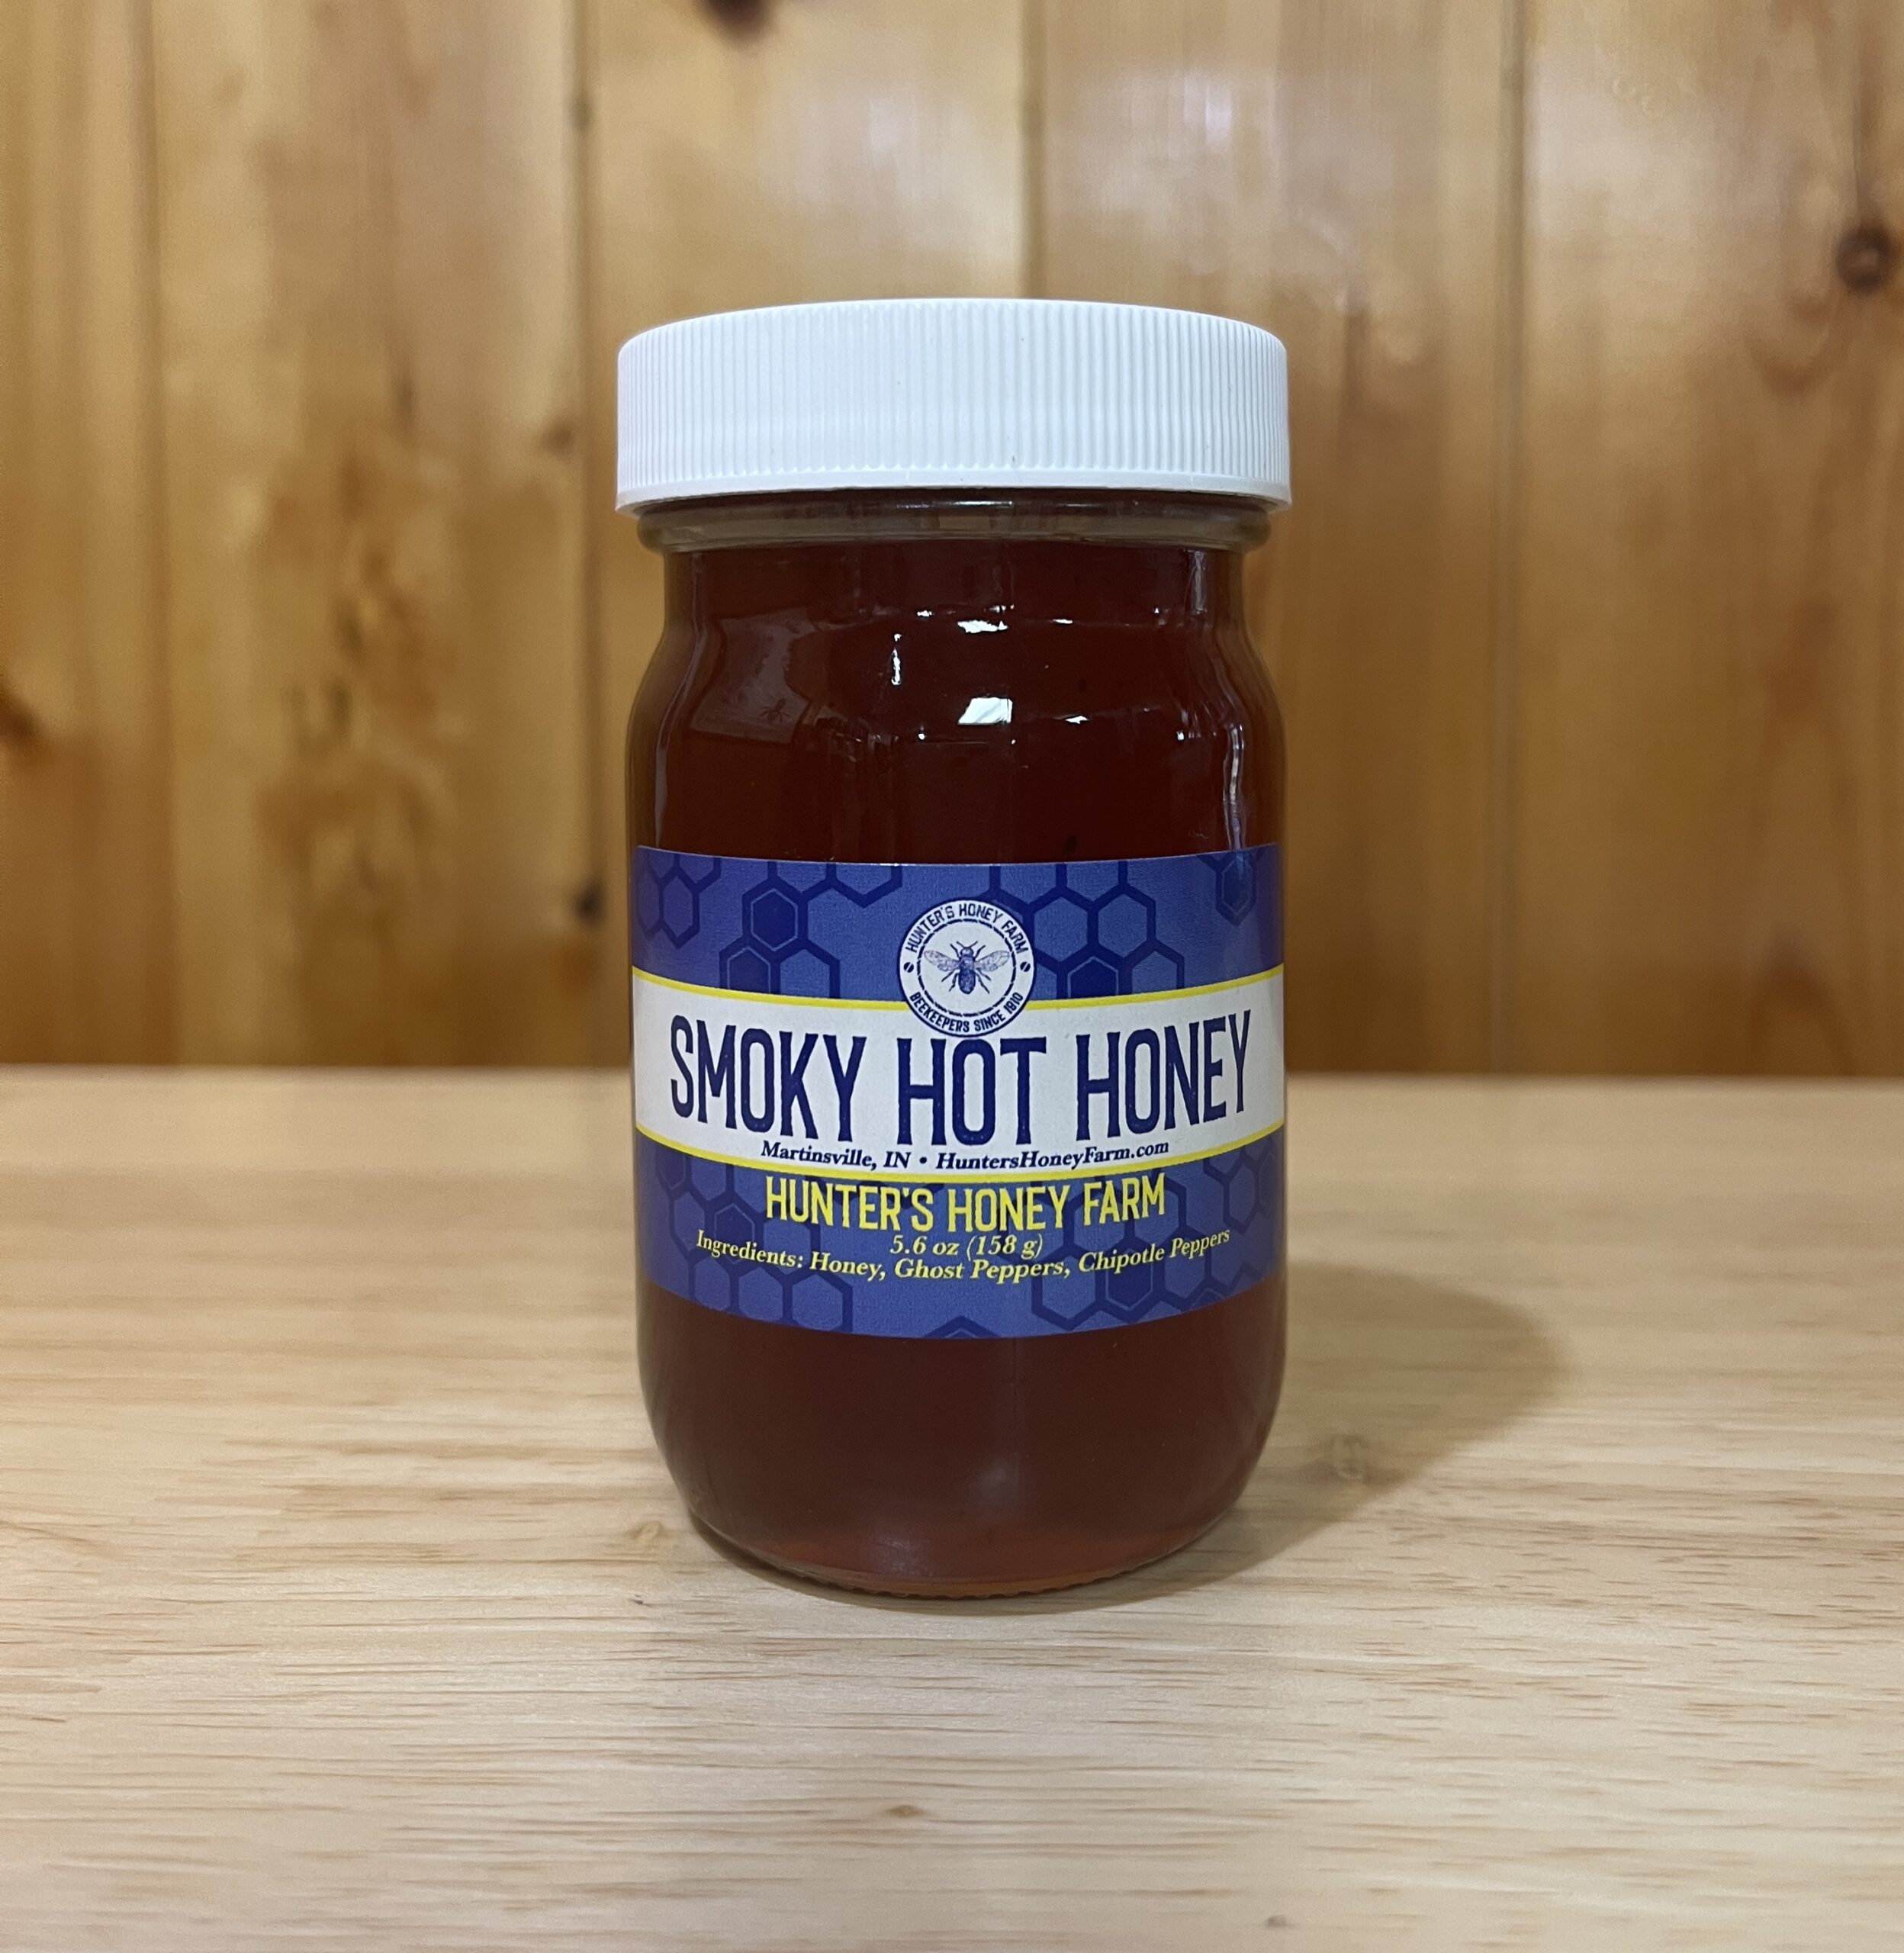 HUNTER'S HONEY FARM
BEEKEEPERS SINCE 1810
SMOKY HOT HONEY
Martinsville, IN • HuntersHoneyFarm.com
HUNTER'S HONEY FARM
5.6 oz (158 g)
Ingredients: Honey, Ghost Peppers, Chipotle Peppers